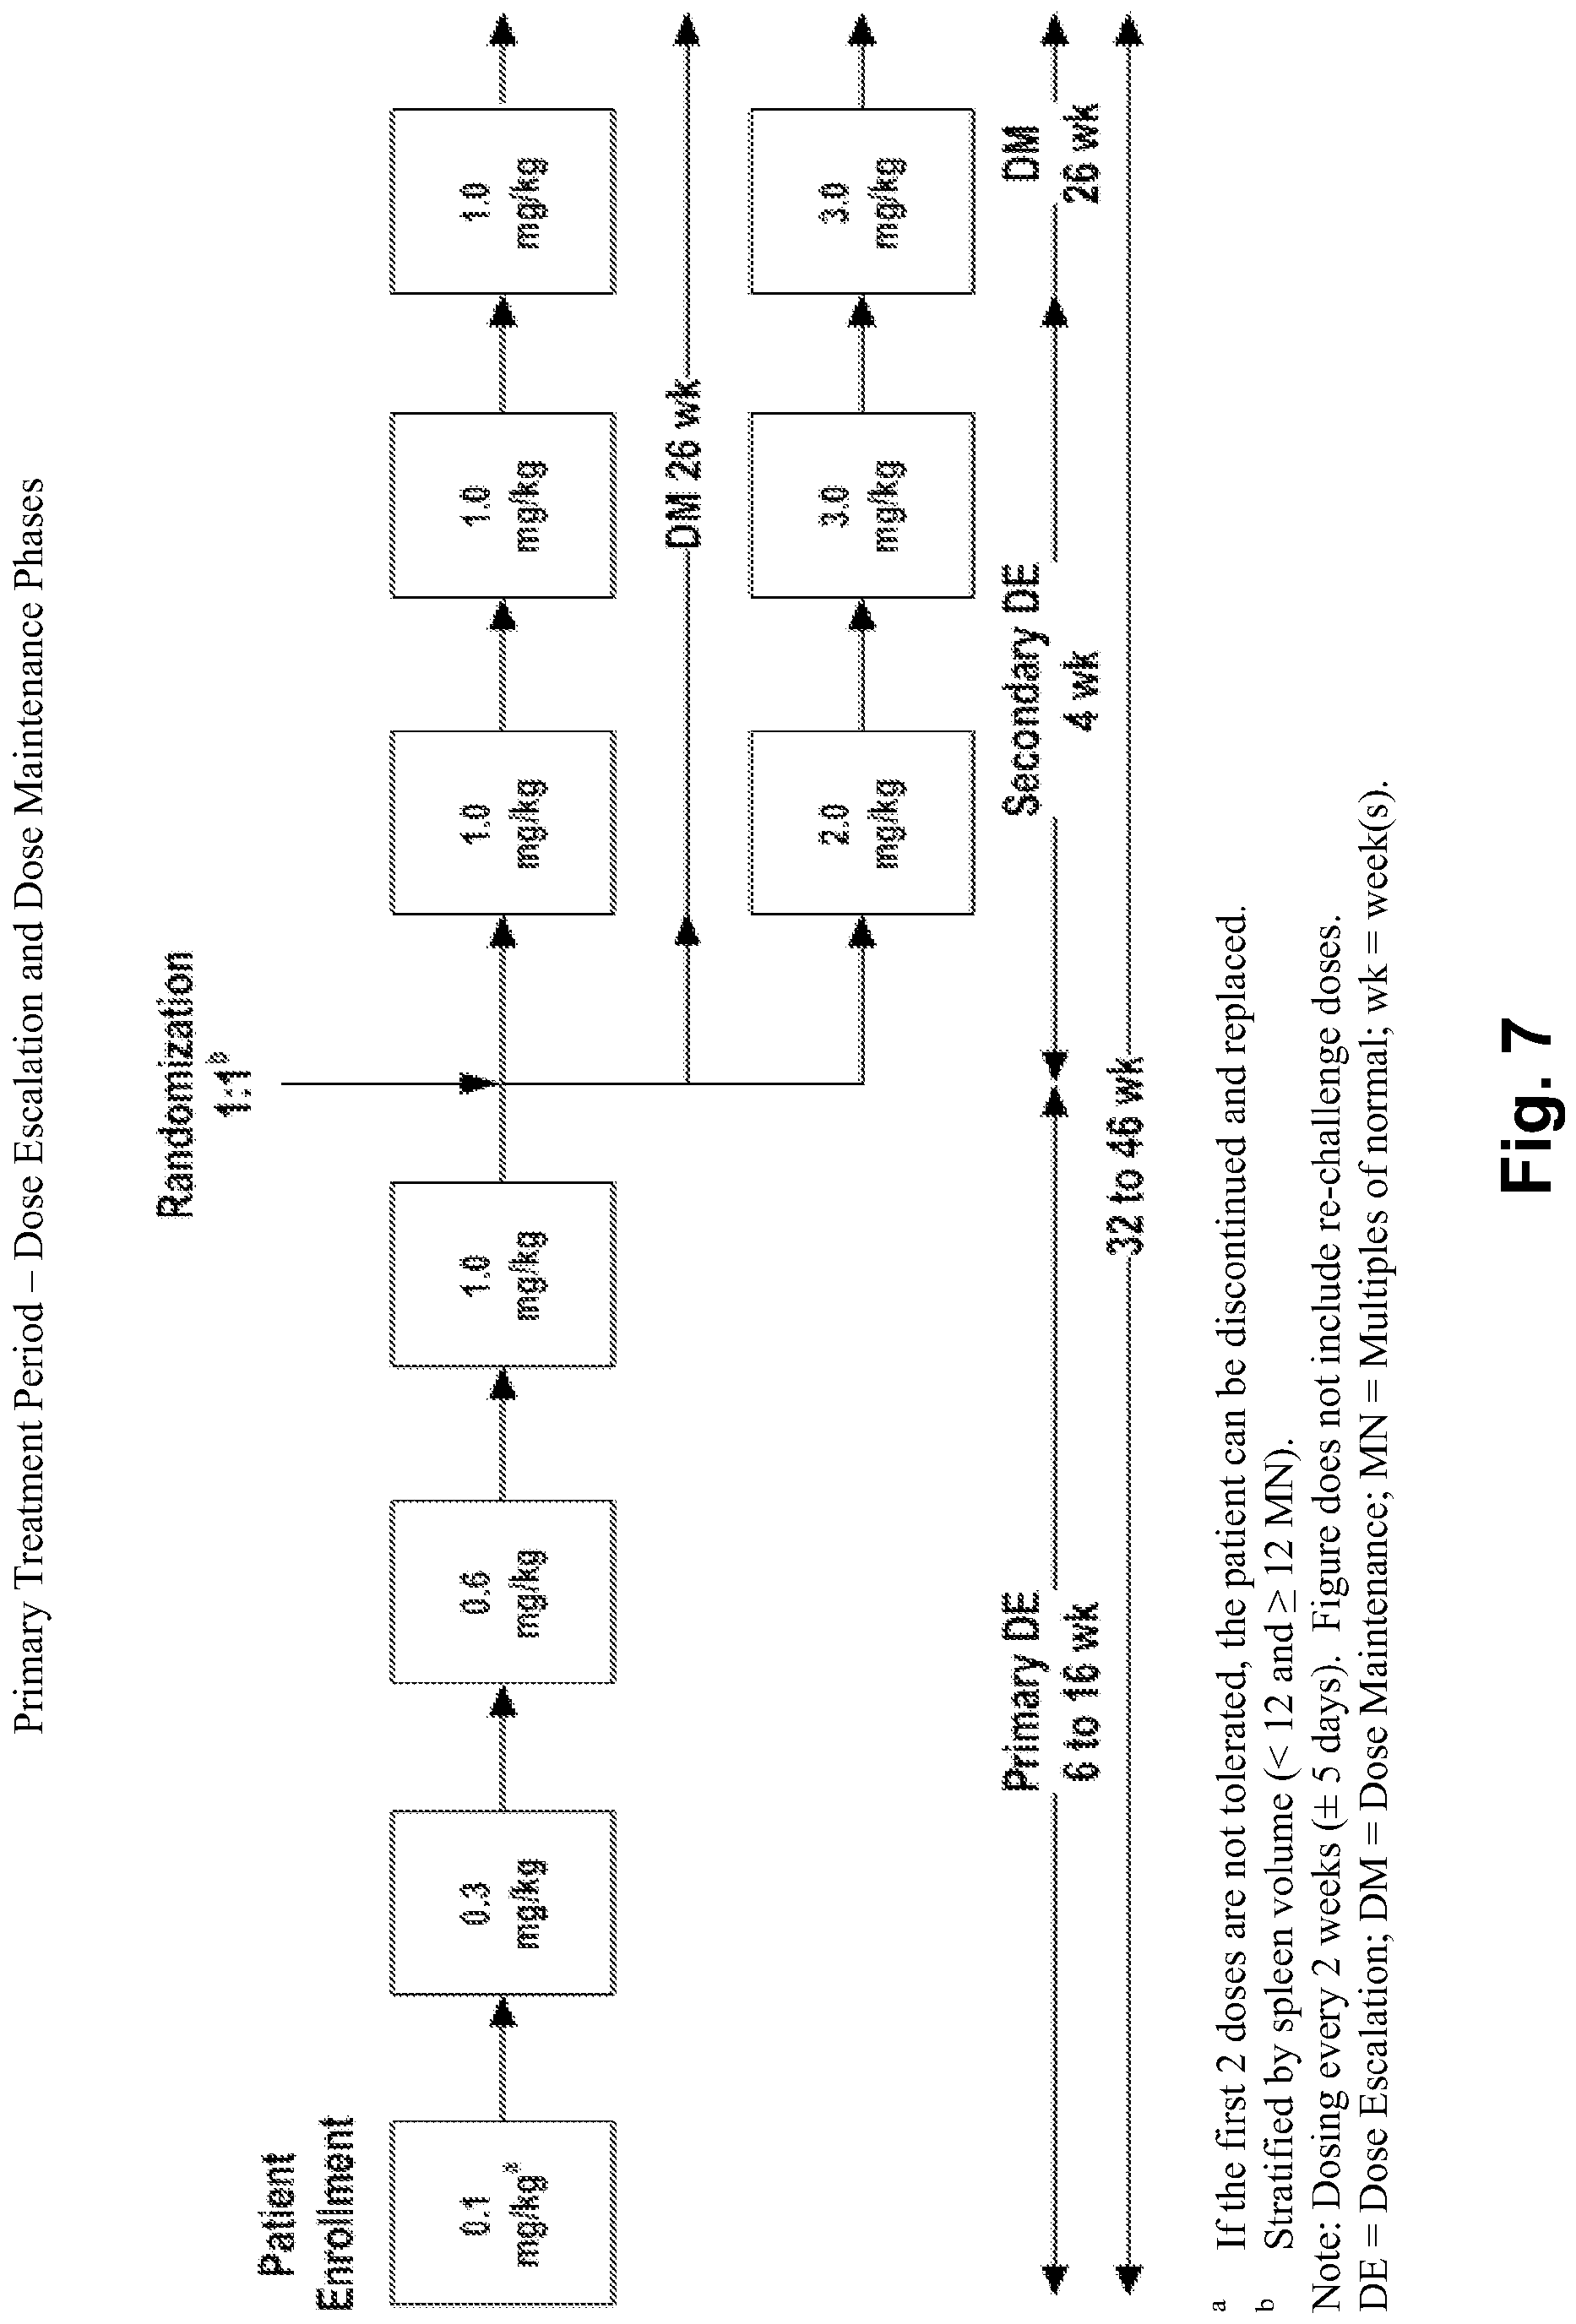 Primary Treatment Period – Dose Escalation and Dose Maintenance Phases
Randomization
1:1ᵇ
Patient
Enrollment
0.1
mg/kgᵃ
0.3
mg/kg
0.6
mg/kg
1.0
mg/kg
1.0
mg/kg
1.0
mg/kg
1.0
mg/kg
DM 26 wk
2.0
mg/kg
3.0
mg/kg
3.0
mg/kg
Primary DE
6 to 16 wk
Secondary DE
4 wk
DM
26 wk
32 to 46 wk
a If the first 2 doses are not tolerated, the patient can be discontinued and replaced.
b Stratified by spleen volume (< 12 and ≥ 12 MN).
Note: Dosing every 2 weeks (± 5 days). Figure does not include re-challenge doses.
DE = Dose Escalation; DM = Dose Maintenance; MN = Multiples of normal; wk = week(s).
Fig. 7